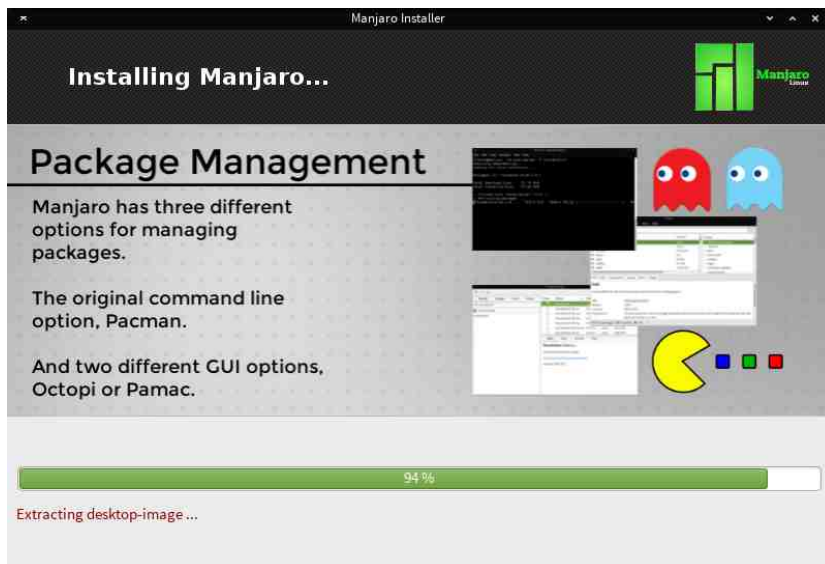 Manjaro Installer
Installing Manjaro...
Manjaro
Linux
Package Management
Manjaro has three different
options for managing
packages.
The original command line
option, Pacman.
And two different GUI options,
Octopi or Pamac.
94 %
Extracting desktop-image ...